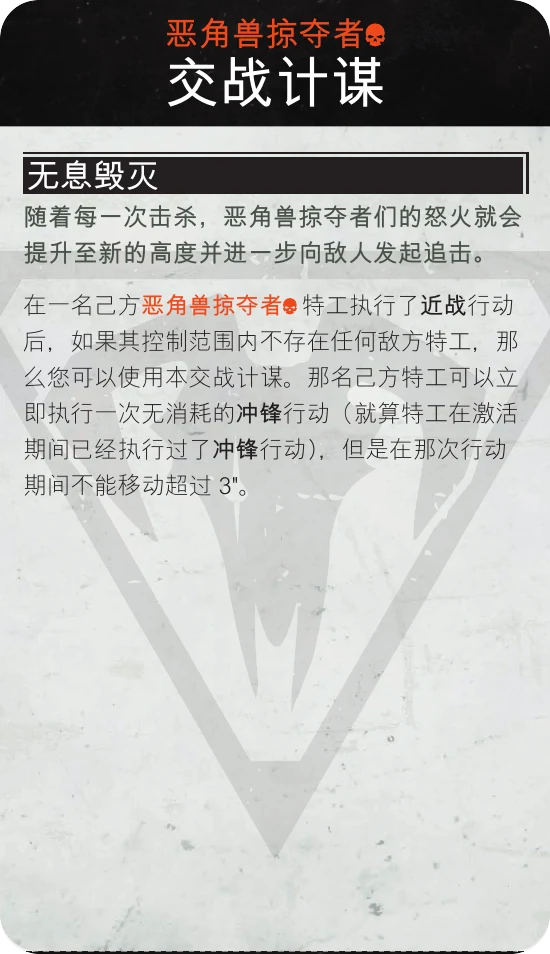 恶角兽掠夺者
交战计谋
无息毁灭
随着每一次击杀，恶角兽掠夺者们的怒火就会
提升至新的高度并进一步向敌人发起追击。
在一名己方恶角兽掠夺者特工执行了近战行动
后，如果其控制范围内不存在任何敌方特工，那
么您可以使用本交战计谋。那名己方特工可以立
即执行一次无消耗的冲锋行动（就算特工在激活
期间已经执行过了冲锋行动），但是在那次行动
期间不能移动超过 3"。